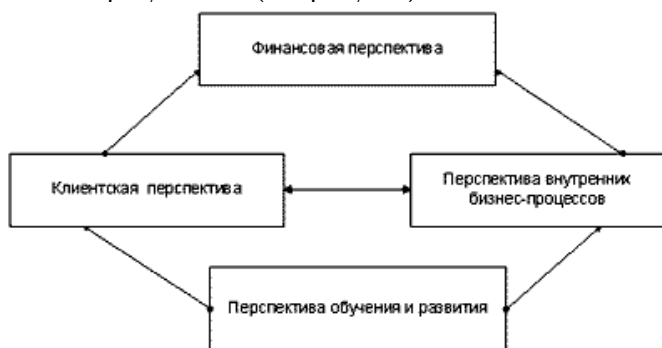 Финансовая перспектива
Клиентская перспектива
Перспектива внутренних
бизнес-процессов
Перспектива обучения и развития